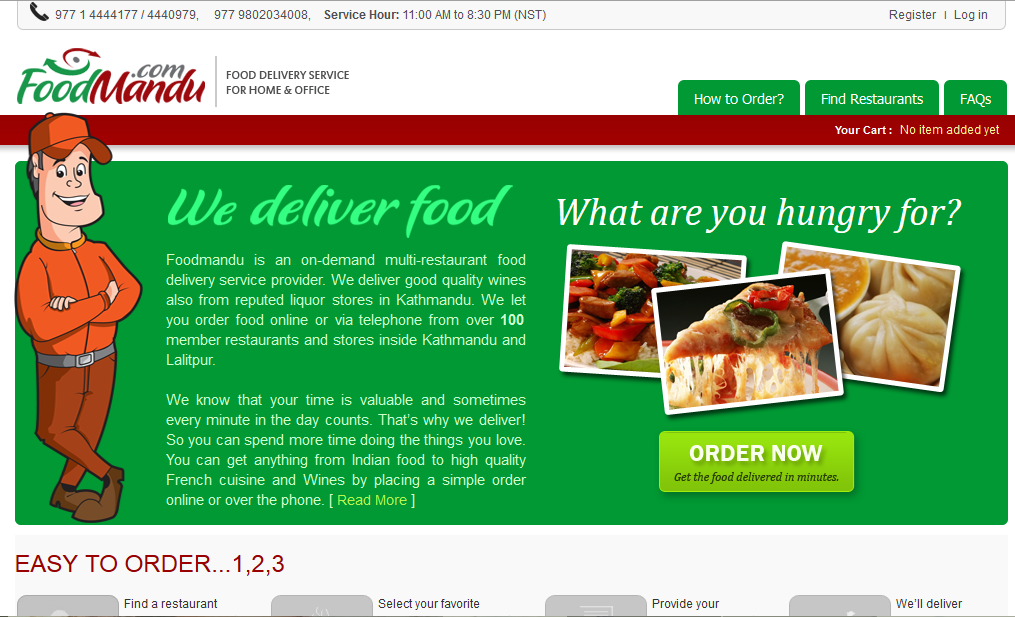 977 1 4444177 / 4440979, 977 9802034008, Service Hour: 11:00 AM to 8:30 PM (NST)
Register | Log in
FoodMandu.com
FOOD DELIVERY SERVICE
FOR HOME & OFFICE
How to Order? Find Restaurants FAQs
Your Cart : No item added yet
We deliver food
Foodmandu is an on-demand multi-restaurant food
delivery service provider. We deliver good quality wines
also from reputed liquor stores in Kathmandu. We let
you order food online or via telephone from over 100
member restaurants and stores inside Kathmandu and
Lalitpur.
We know that your time is valuable and sometimes
every minute in the day counts. That's why we deliver!
So you can spend more time doing the things you love.
You can get anything from Indian food to high quality
French cuisine and Wines by placing a simple order
online or over the phone. [ Read More ]
What are you hungry for?
ORDER NOW
Get the food delivered in minutes.
EASY TO ORDER...1,2,3
Find a restaurant
Select your favorite
Provide your
We'll deliver